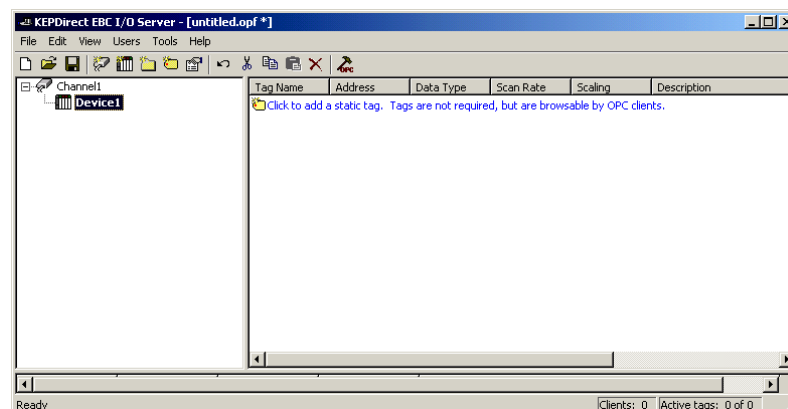 KEPDirect EBC I/O Server - [untitled.opf *]
File Edit View Users Tools Help
OPC
Channel1
Device1
Tag Name Address Data Type Scan Rate Scaling Description
Click to add a static tag. Tags are not required, but are browsable by OPC clients.
Ready Clients: 0 Active tags: 0 of 0